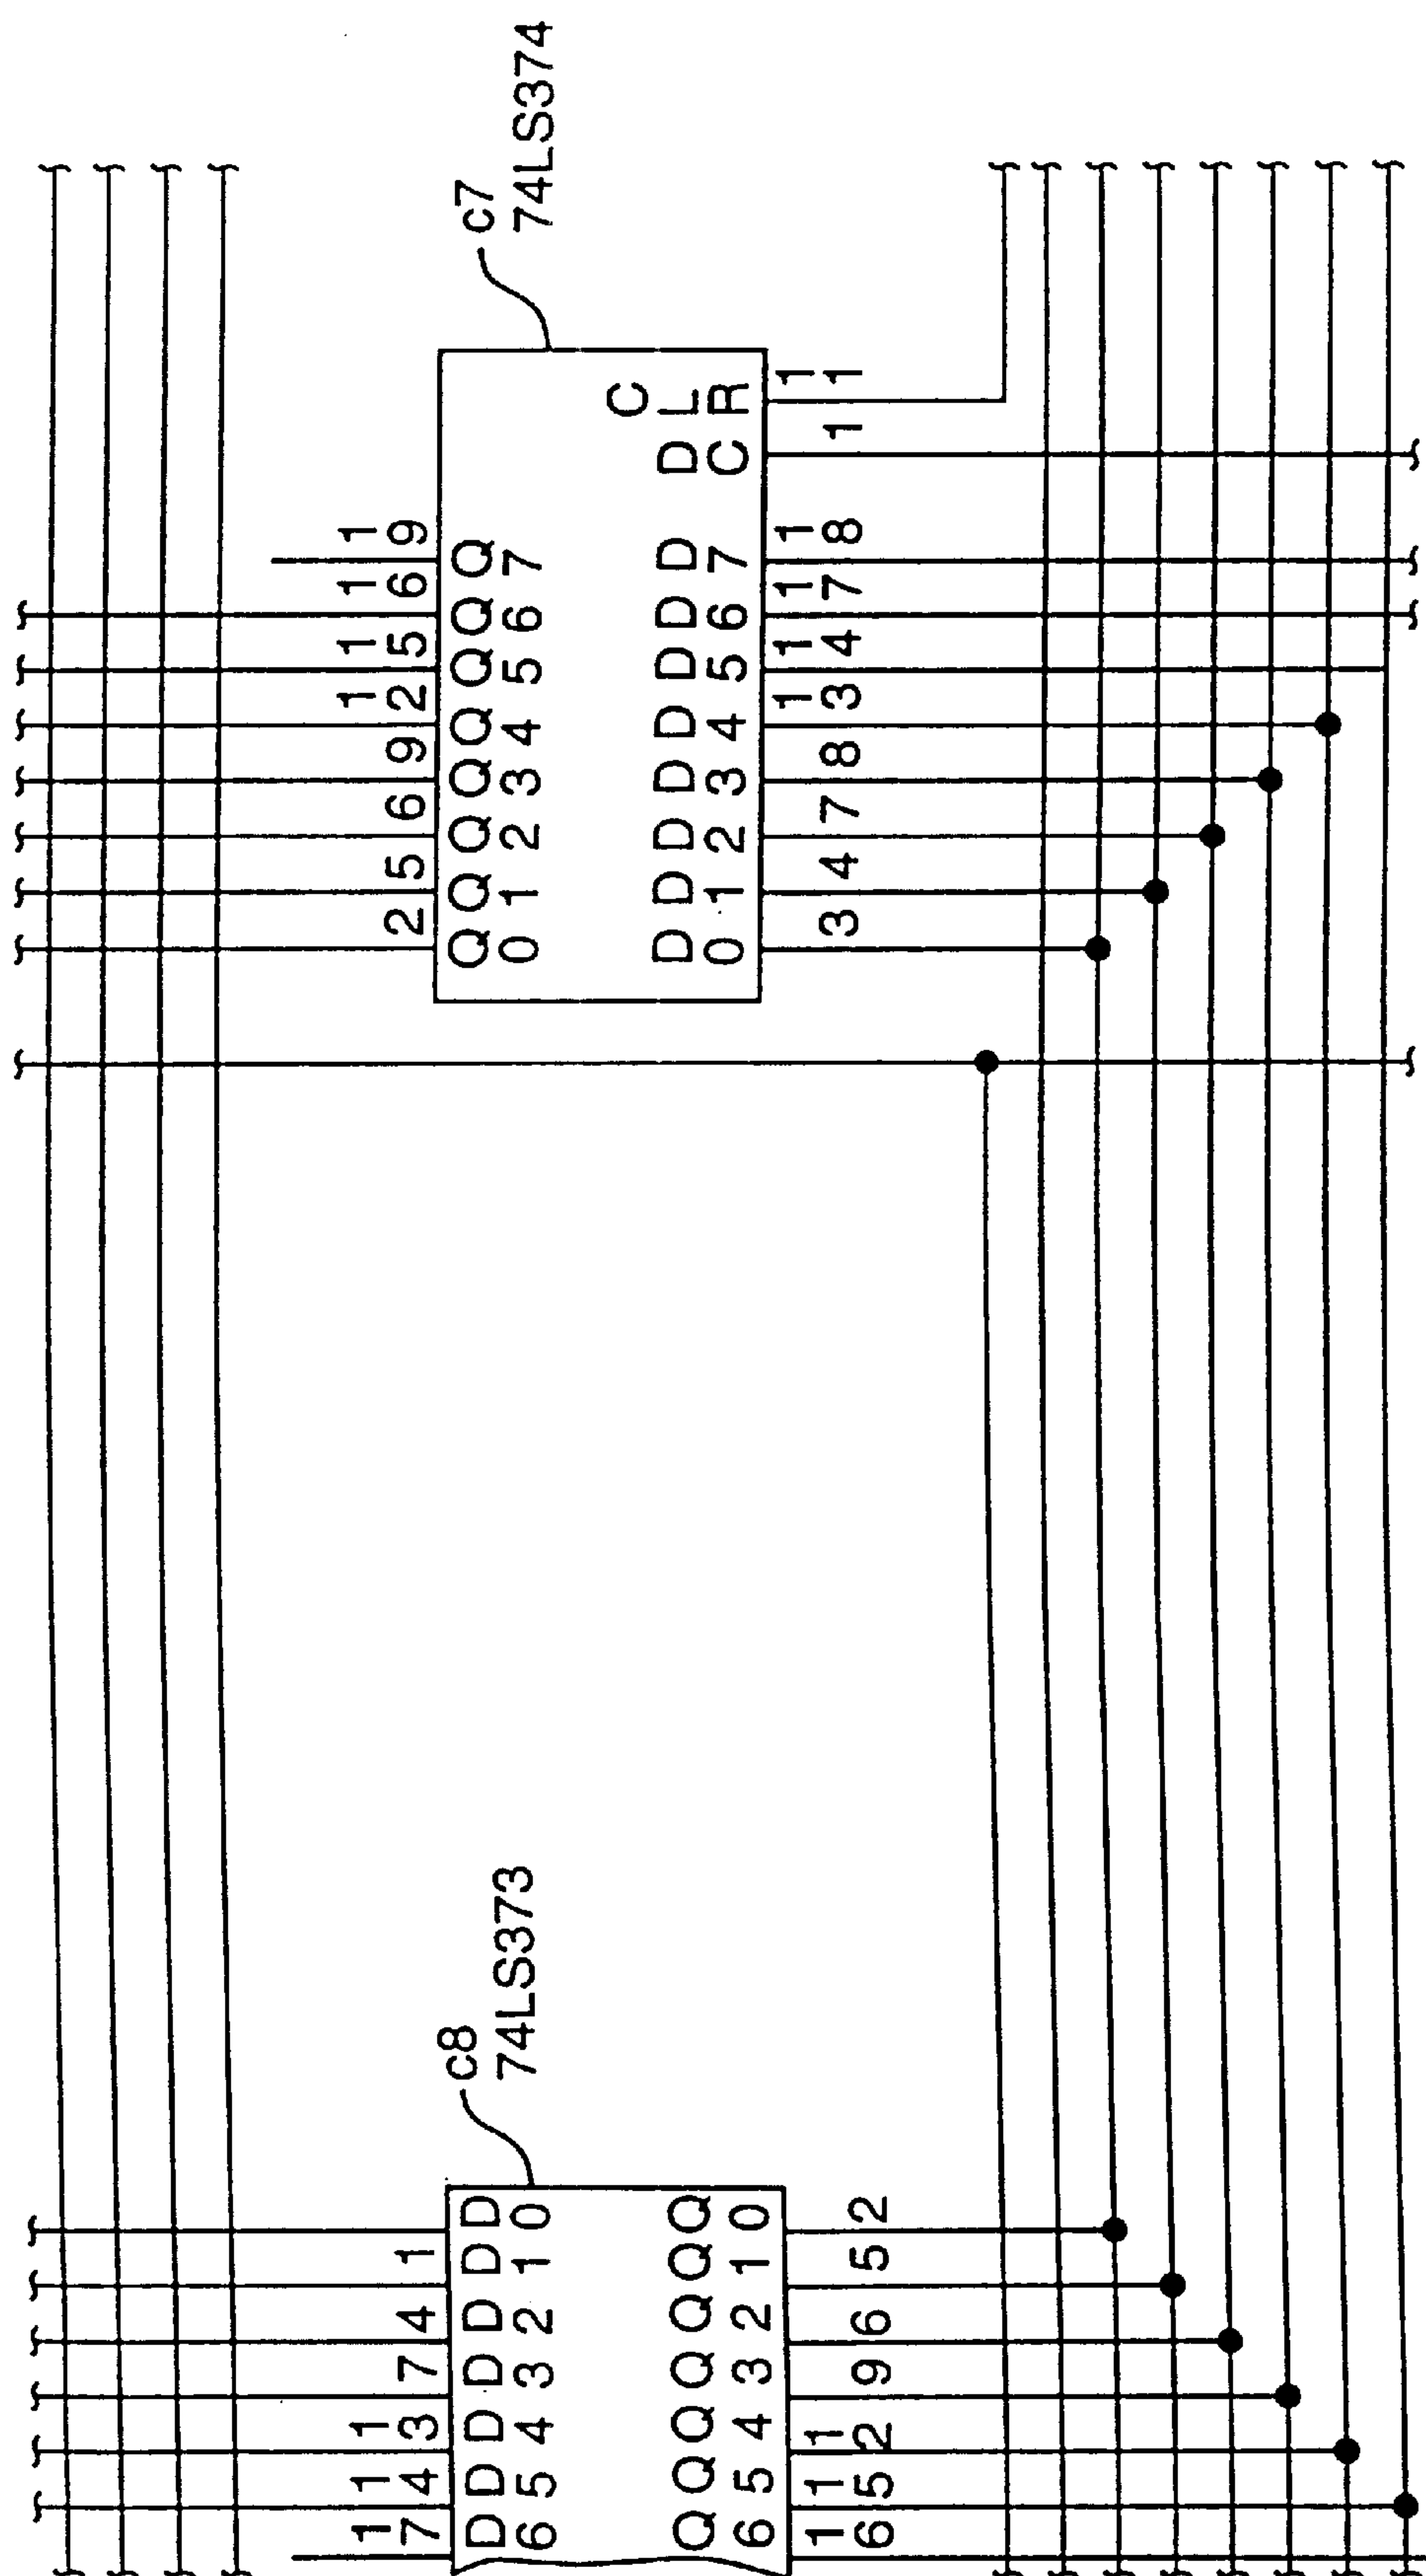 c8
74LS373
17 14 13 7 4 1
D6 D5 D4 D3 D2 D1 D0
Q6 Q5 Q4 Q3 Q2 Q1 Q0
16 15 12 9 6 5 2
c7
74LS374
2 5 6 9 12 15 16 19
Q0 Q1 Q2 Q3 Q4 Q5 Q6 Q7
D0 D1 D2 D3 D4 D5 D6 D7 DC CLR
3 4 7 8 13 14 17 18 1 11